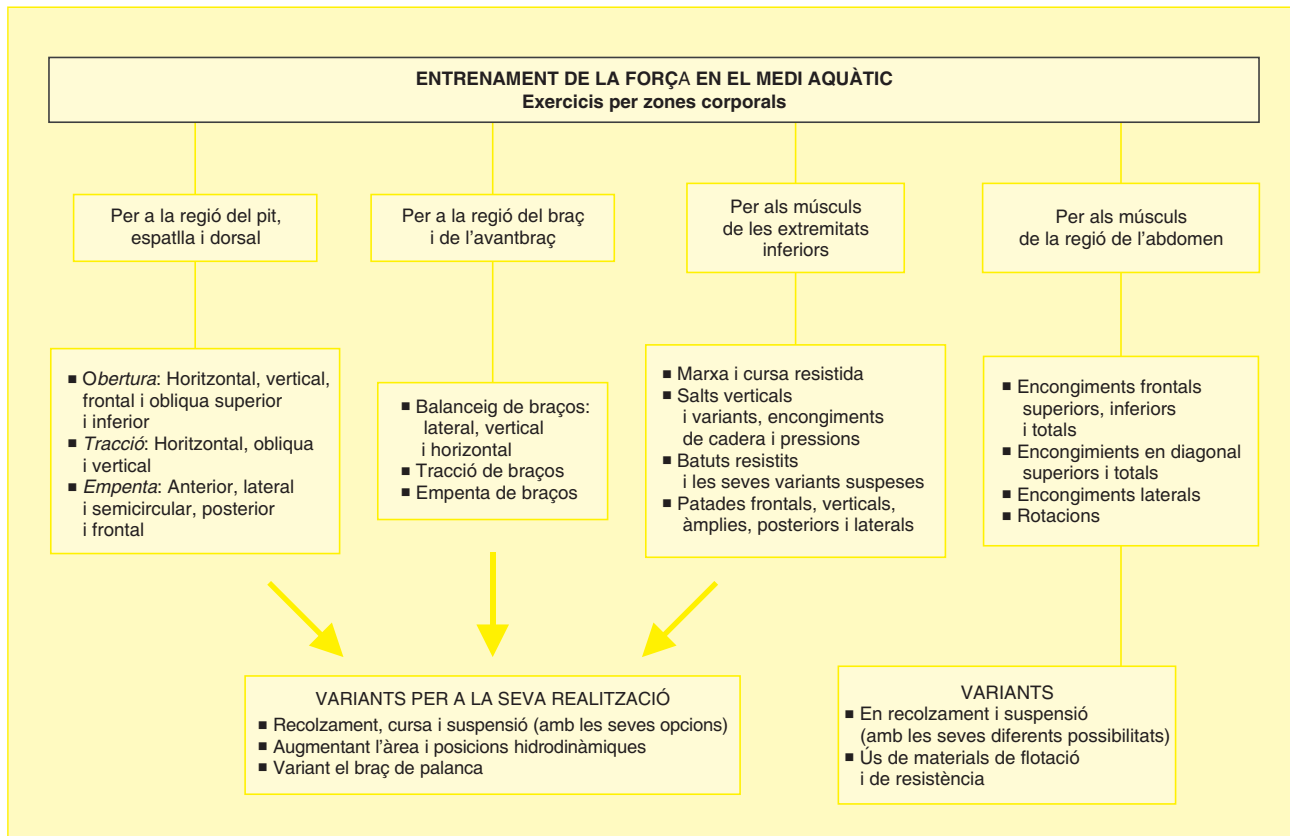 ENTRENAMENT DE LA FORÇA EN EL MEDI AQUÀTIC
Exercicis per zones corporals
Per a la regió del pit,
espatlla i dorsal
Per a la regió del braç
i de l'avantbraç
Per als músculs
de les extremitats
inferiors
Per als músculs
de la regió de l'abdomen
■ Obertura: Horitzontal, vertical,
frontal i obliqua superior
i inferior
■ Tracció: Horitzontal, obliqua
i vertical
■ Empenta: Anterior, lateral
i semicircular, posterior
i frontal
■ Balanceig de braços:
lateral, vertical
i horizontal
■ Tracció de braços
■ Empenta de braços
■ Marxa i cursa resistida
■ Salts verticals
i variants, encongiments
de cadera i pressions
■ Batuts resistits
i les seves variants suspeses
■ Patades frontals, verticals,
àmplies, posteriors i laterals
■ Encongiments frontals
superiors, inferiors
i totals
■ Encongimients en diagonal
superiors i totals
■ Encongiments laterals
■ Rotacions
VARIANTS PER A LA SEVA REALITZACIÓ
■ Recolzament, cursa i suspensió (amb les seves opcions)
■ Augmentant l'àrea i posicions hidrodinàmiques
■ Variant el braç de palanca
VARIANTS
■ En recolzament i suspensió
(amb les seves diferents possibilitats)
■ Ús de materials de flotació
i de resistència